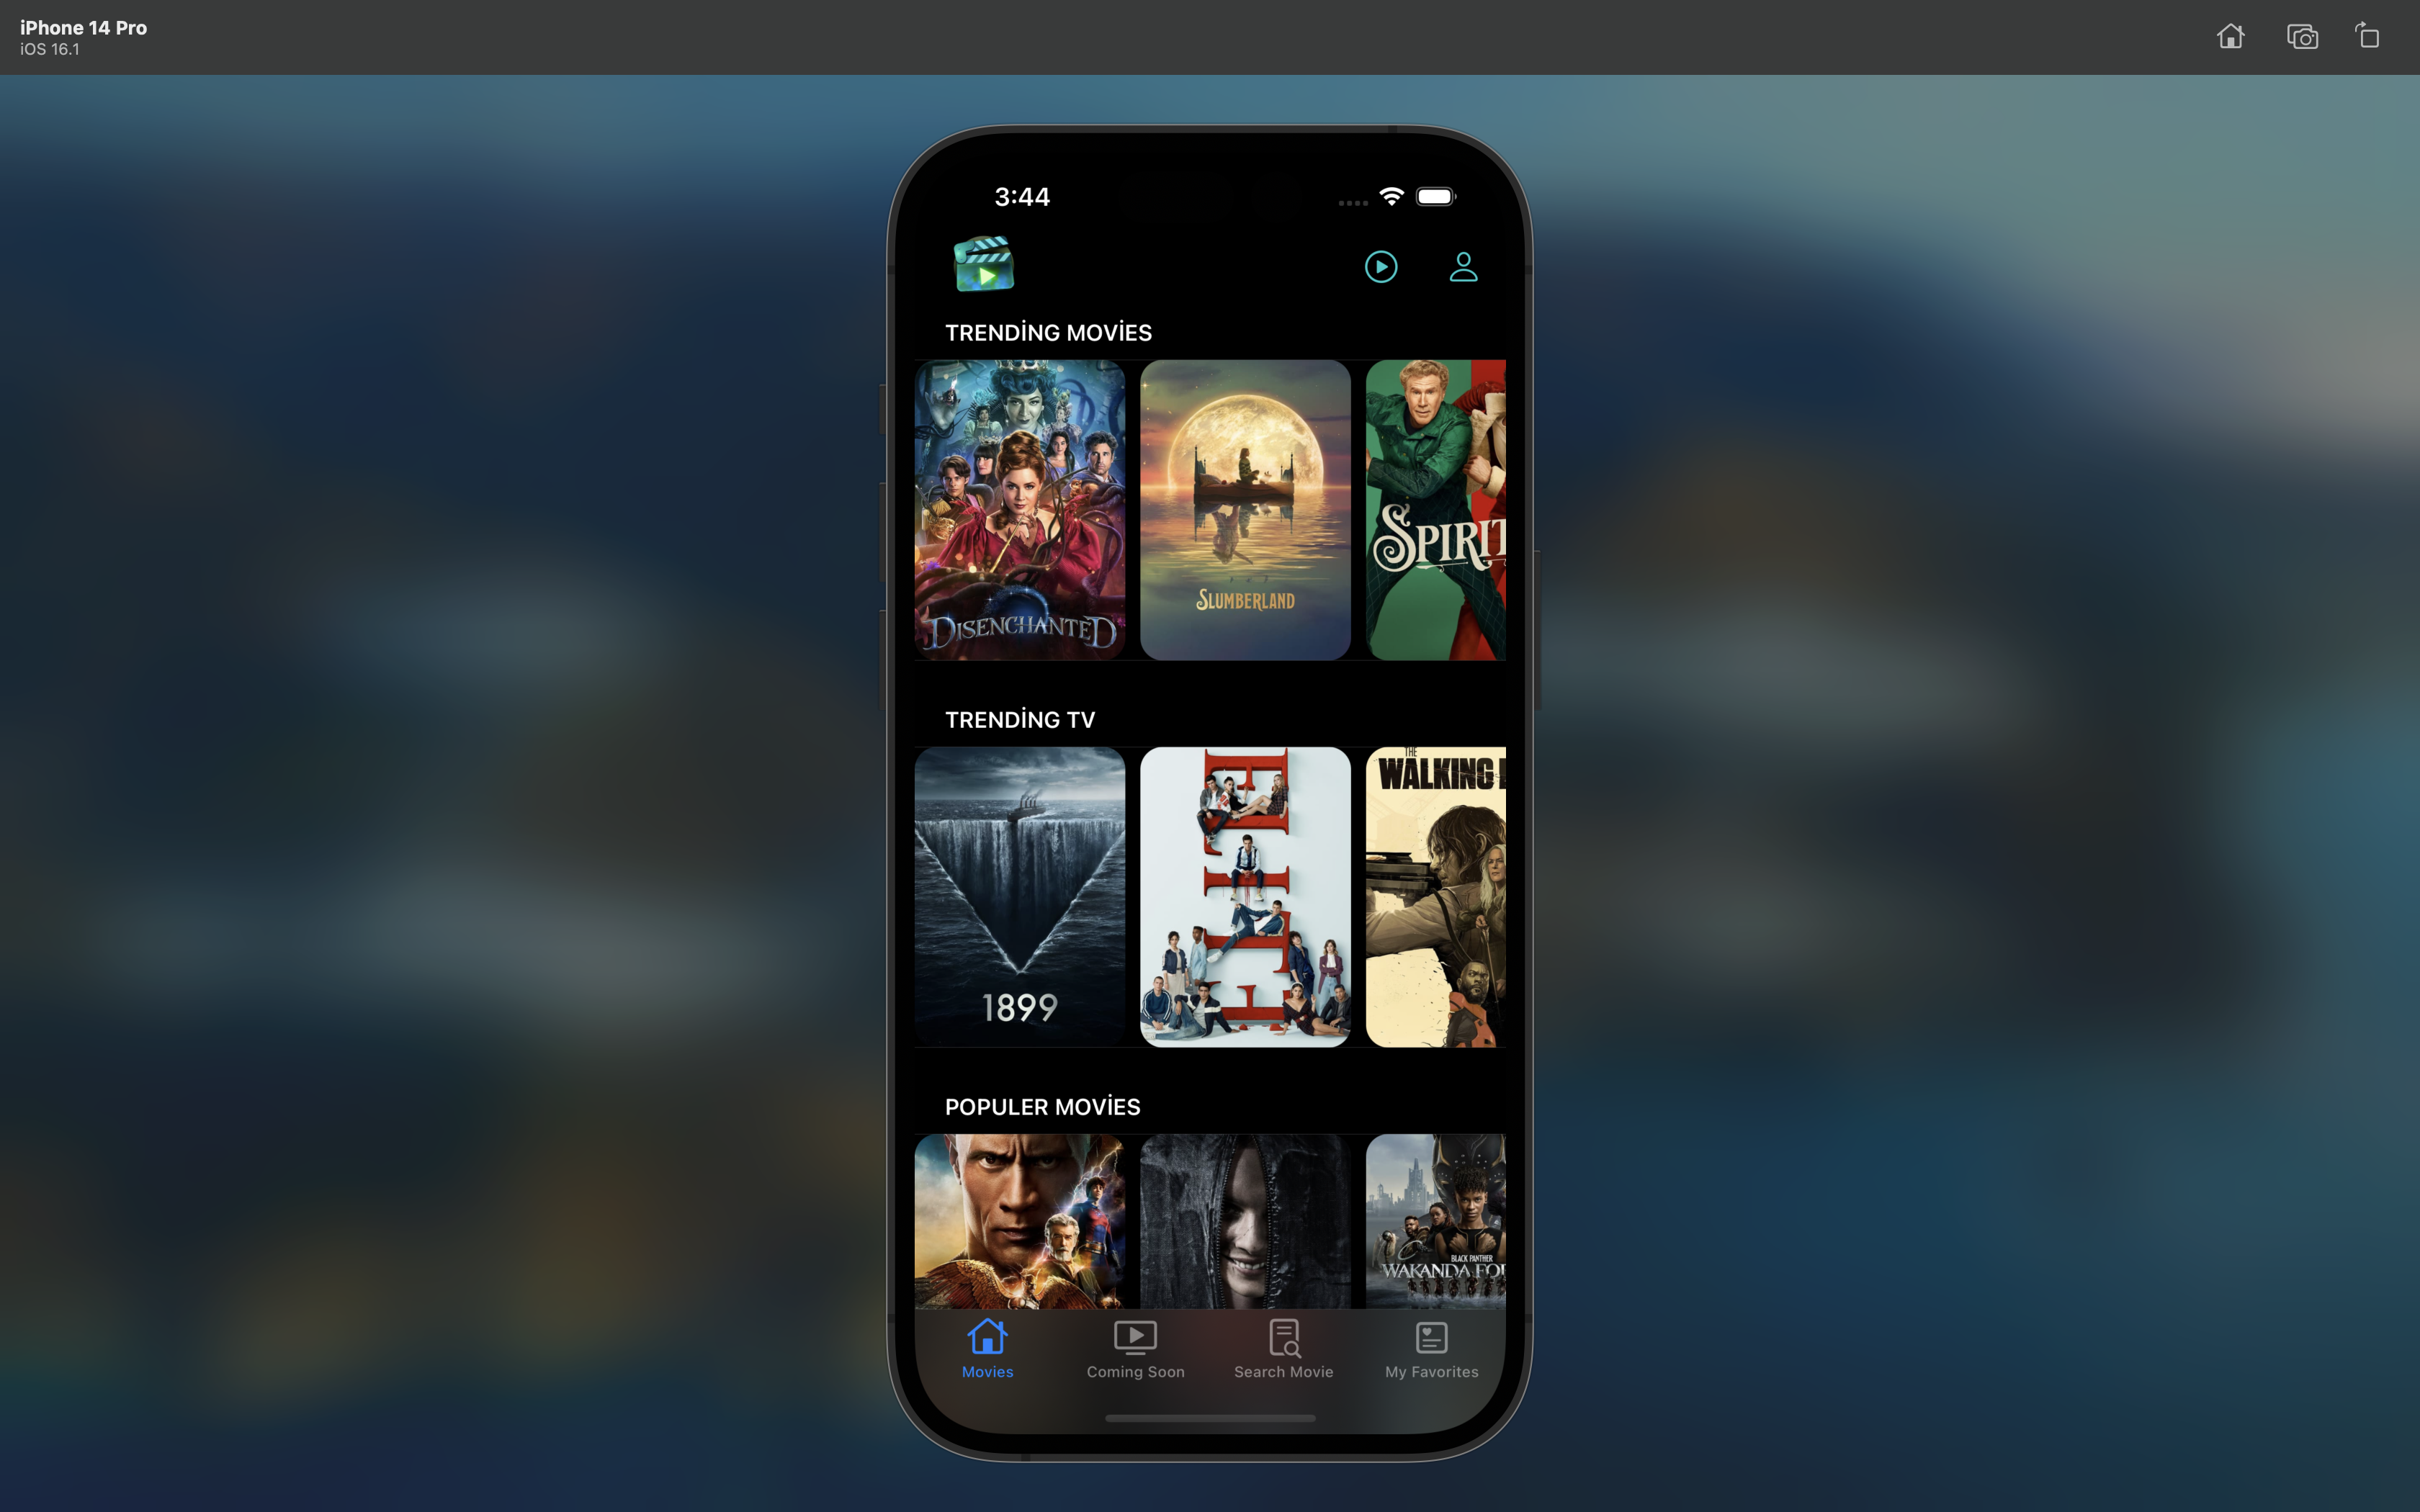 iPhone 14 Pro
iOS 16.1
3:44
TRENDİNG MOVİES
DISENCHANTED
SLUMBERLAND
SPIRIT
TRENDİNG TV
1899
ELITE
THE
WALKING
POPULER MOVİES
BLACK PANTHER
WAKANDA FO
Movies
Coming Soon
Search Movie
My Favorites